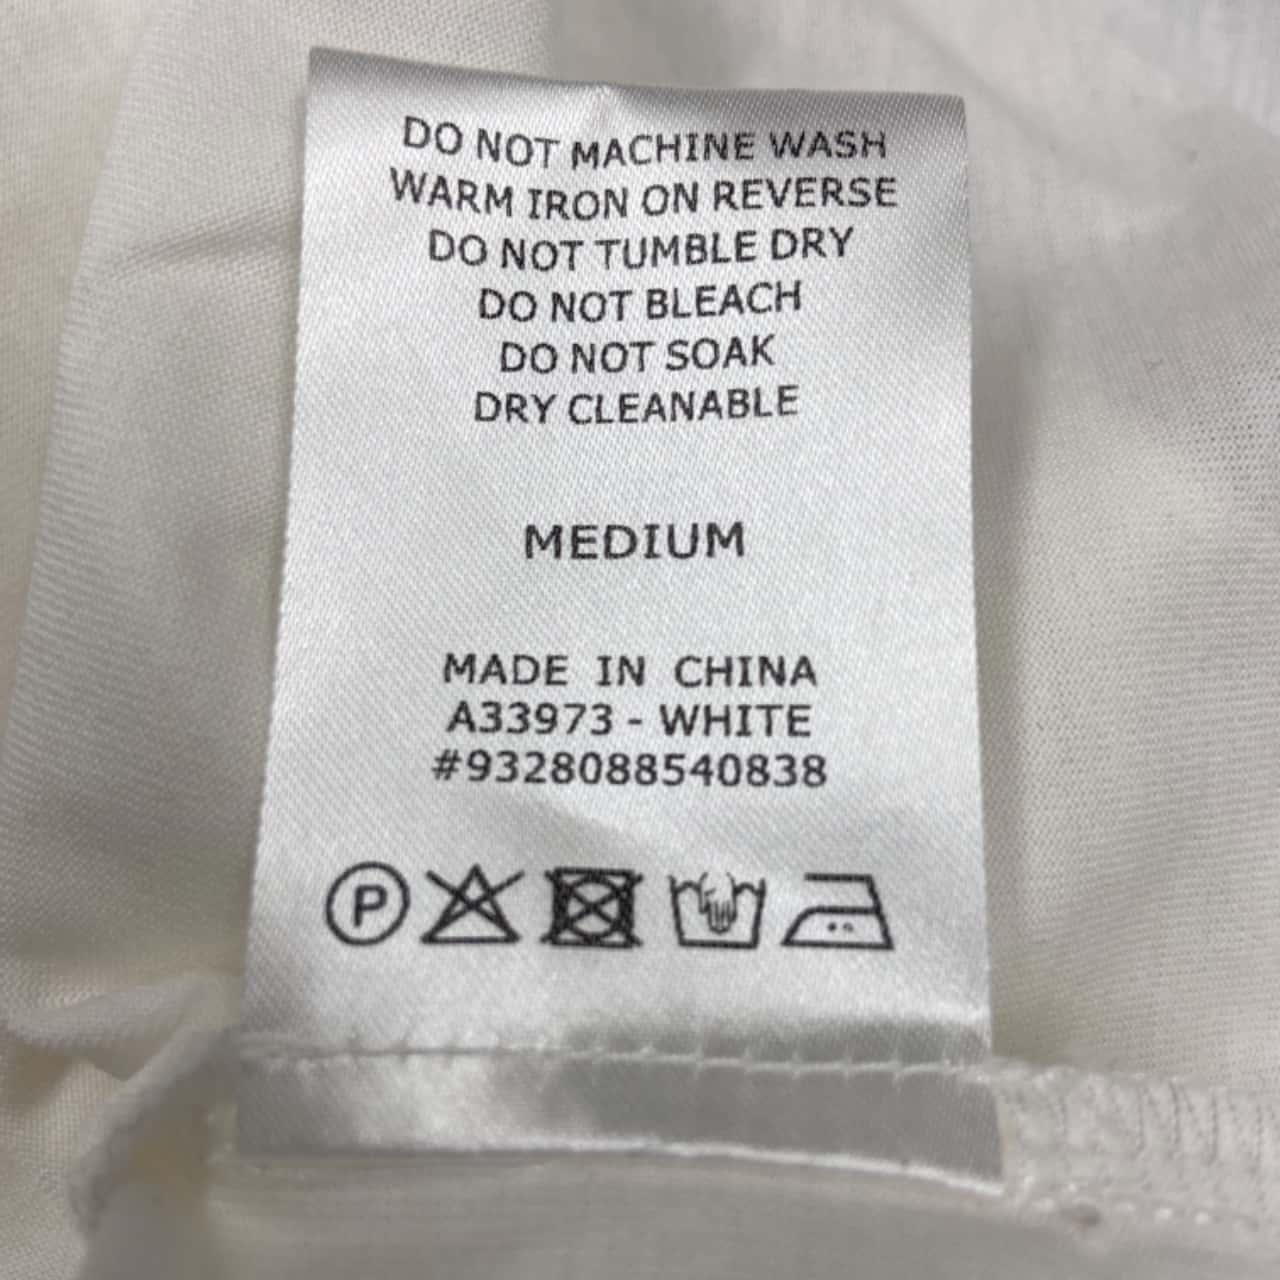 DO NOT MACHINE WASH
WARM IRON ON REVERSE
DO NOT TUMBLE DRY
DO NOT BLEACH
DO NOT SOAK
DRY CLEANABLE
MEDIUM
MADE IN CHINA
A33973 - WHITE
#9328088540838
P